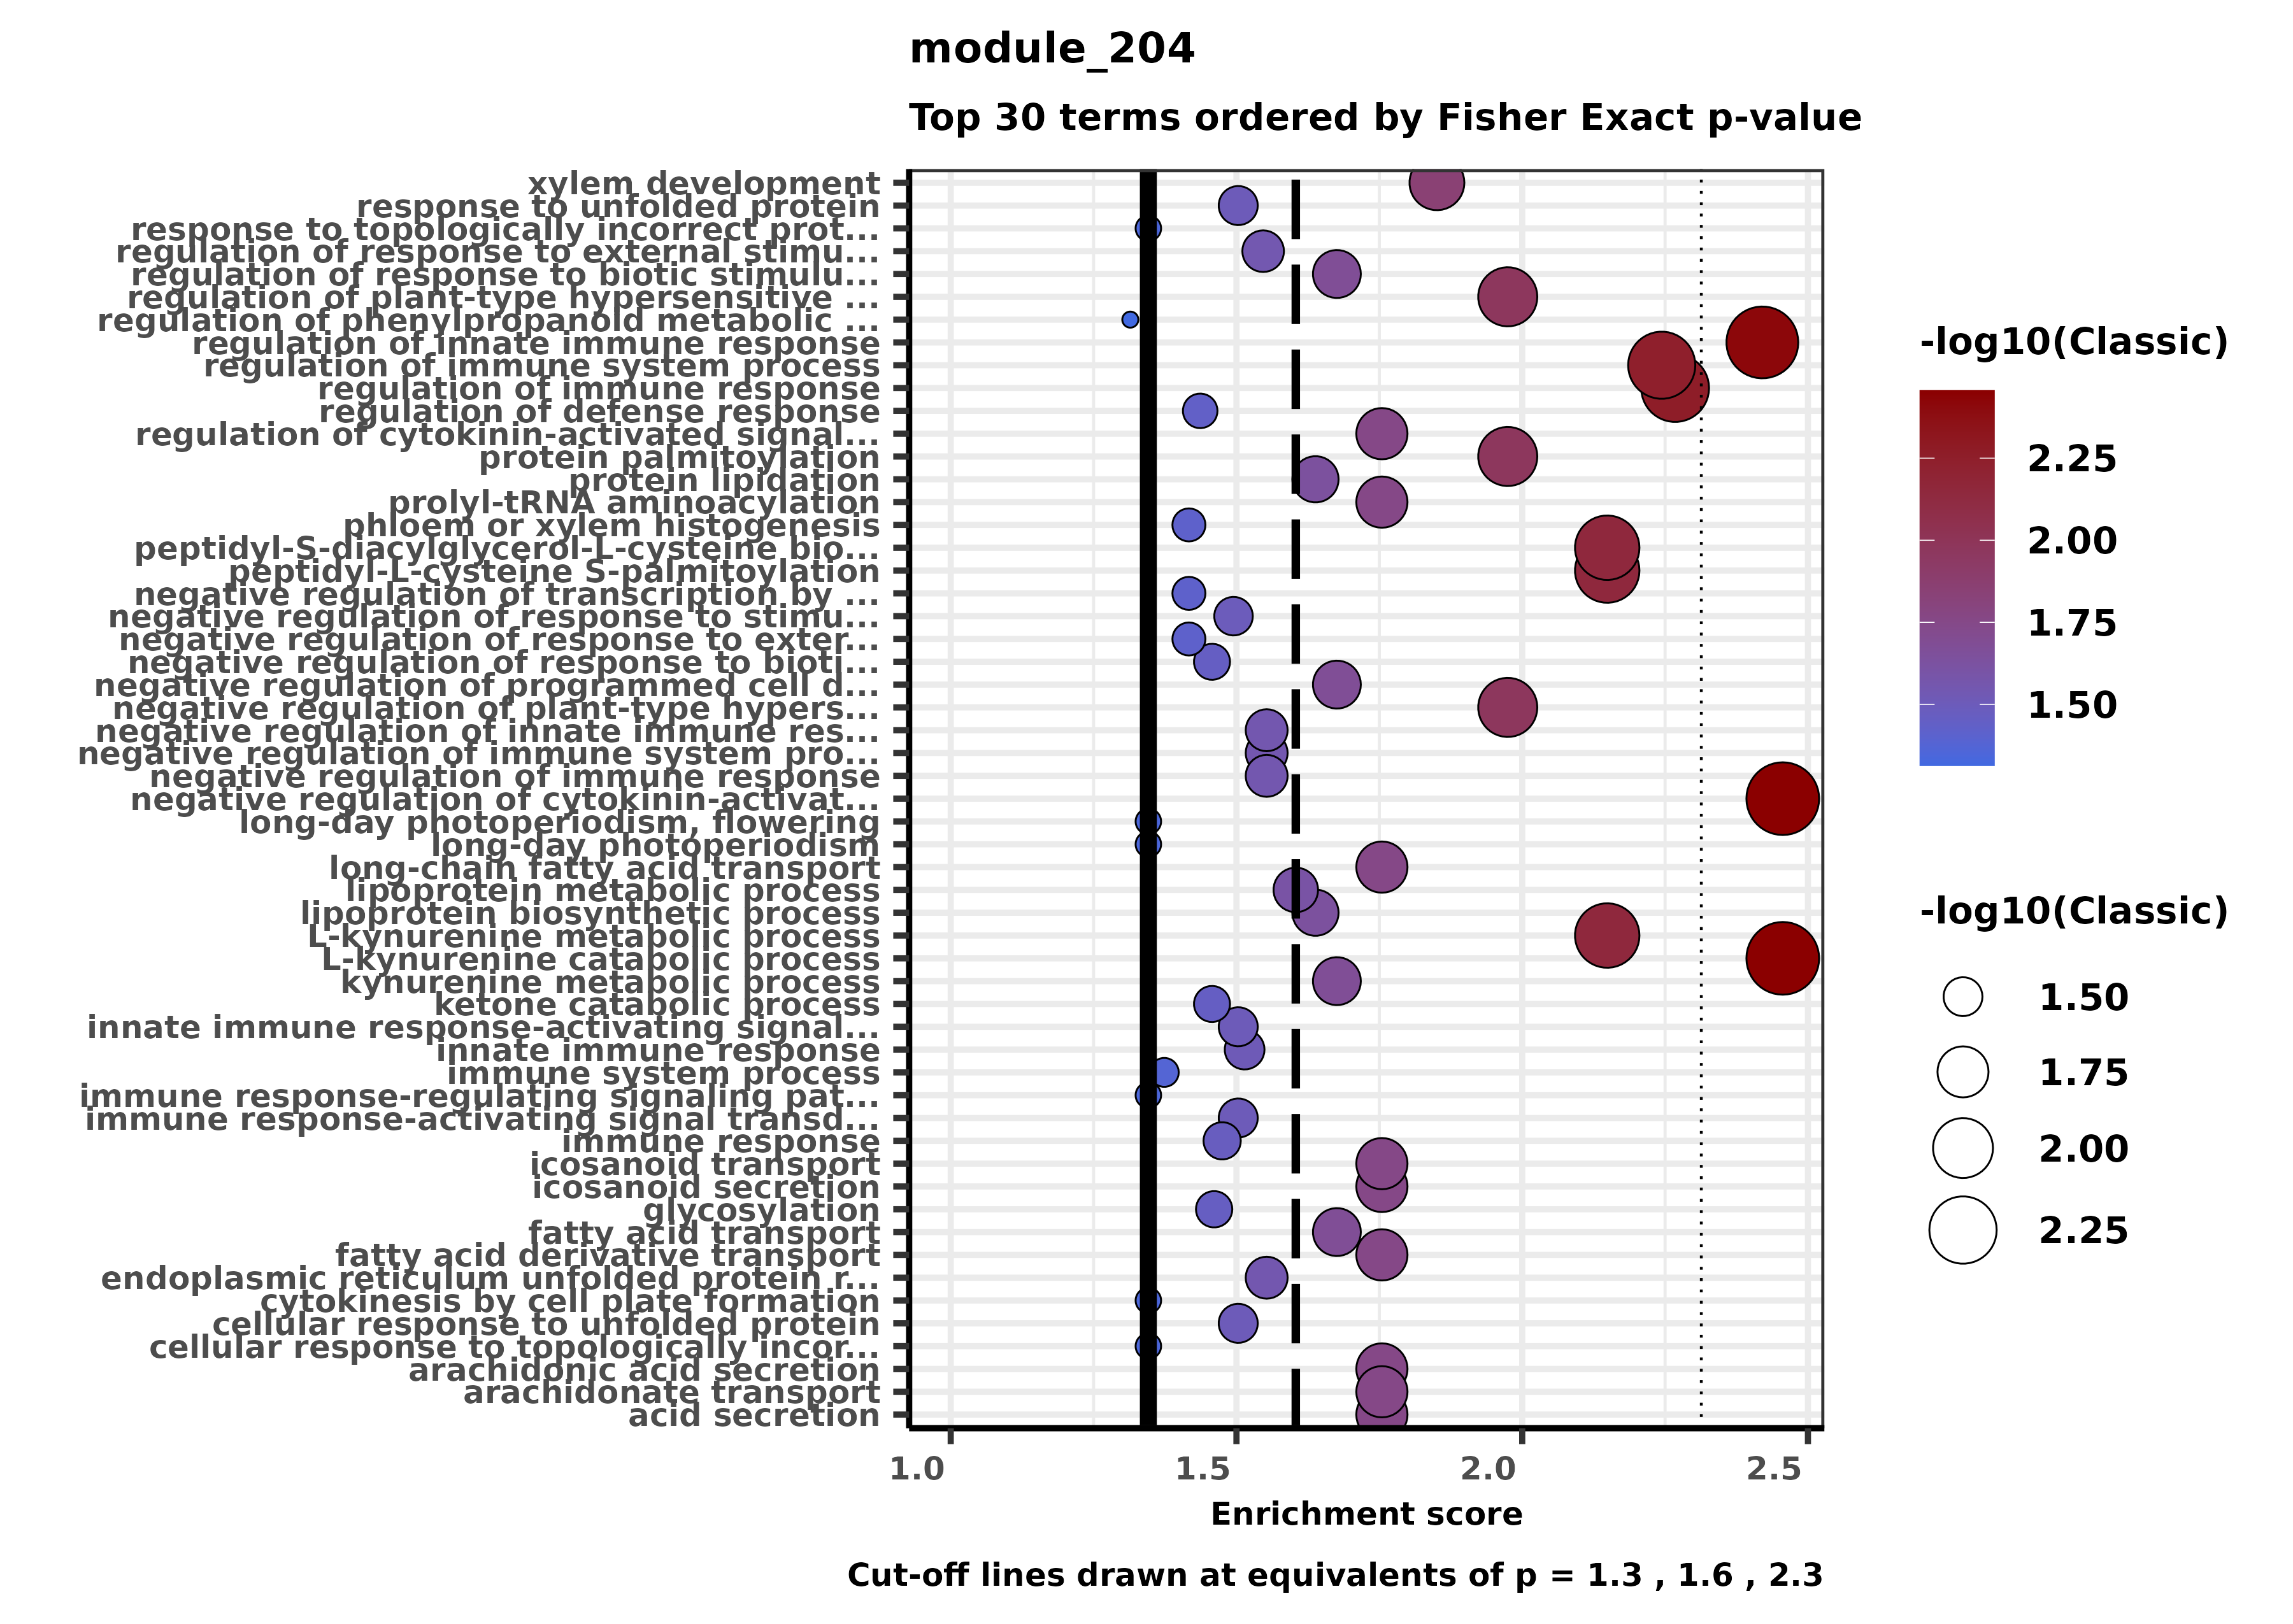 module_204
Top 30 terms ordered by Fisher Exact p-value
xylem development
response to unfolded protein
response to topologically incorrect prot...
regulation of response to external stimu...
regulation of response to biotic stimulu...
regulation of plant-type hypersensitive ...
regulation of phenylpropanoid metabolic ...
regulation of innate immune response
regulation of immune system process
regulation of immune response
regulation of defense response
regulation of cytokinin-activated signal...
protein palmitoylation
protein lipidation
prolyl-tRNA aminoacylation
phloem or xylem histogenesis
peptidyl-S-diacylglycerol-L-cysteine bio...
peptidyl-L-cysteine S-palmitoylation
negative regulation of transcription by ...
negative regulation of response to stimu...
negative regulation of response to exter...
negative regulation of response to bioti...
negative regulation of programmed cell d...
negative regulation of plant-type hypers...
negative regulation of innate immune res...
negative regulation of immune system pro...
negative regulation of immune response
negative regulation of cytokinin-activat...
long-day photoperiodism, flowering
long-day photoperiodism
long-chain fatty acid transport
lipoprotein metabolic process
lipoprotein biosynthetic process
L-kynurenine metabolic process
L-kynurenine catabolic process
kynurenine metabolic process
ketone catabolic process
innate immune response-activating signal...
innate immune response
immune system process
immune response-regulating signaling pat...
immune response-activating signal transd...
immune response
icosanoid transport
icosanoid secretion
glycosylation
fatty acid transport
fatty acid derivative transport
endoplasmic reticulum unfolded protein r...
cytokinesis by cell plate formation
cellular response to unfolded protein
cellular response to topologically incor...
arachidonic acid secretion
arachidonate transport
acid secretion
1.0 1.5 2.0 2.5
Enrichment score
Cut-off lines drawn at equivalents of p = 1.3 , 1.6 , 2.3
-log10(Classic)
2.25
2.00
1.75
1.50
-log10(Classic)
1.50
1.75
2.00
2.25